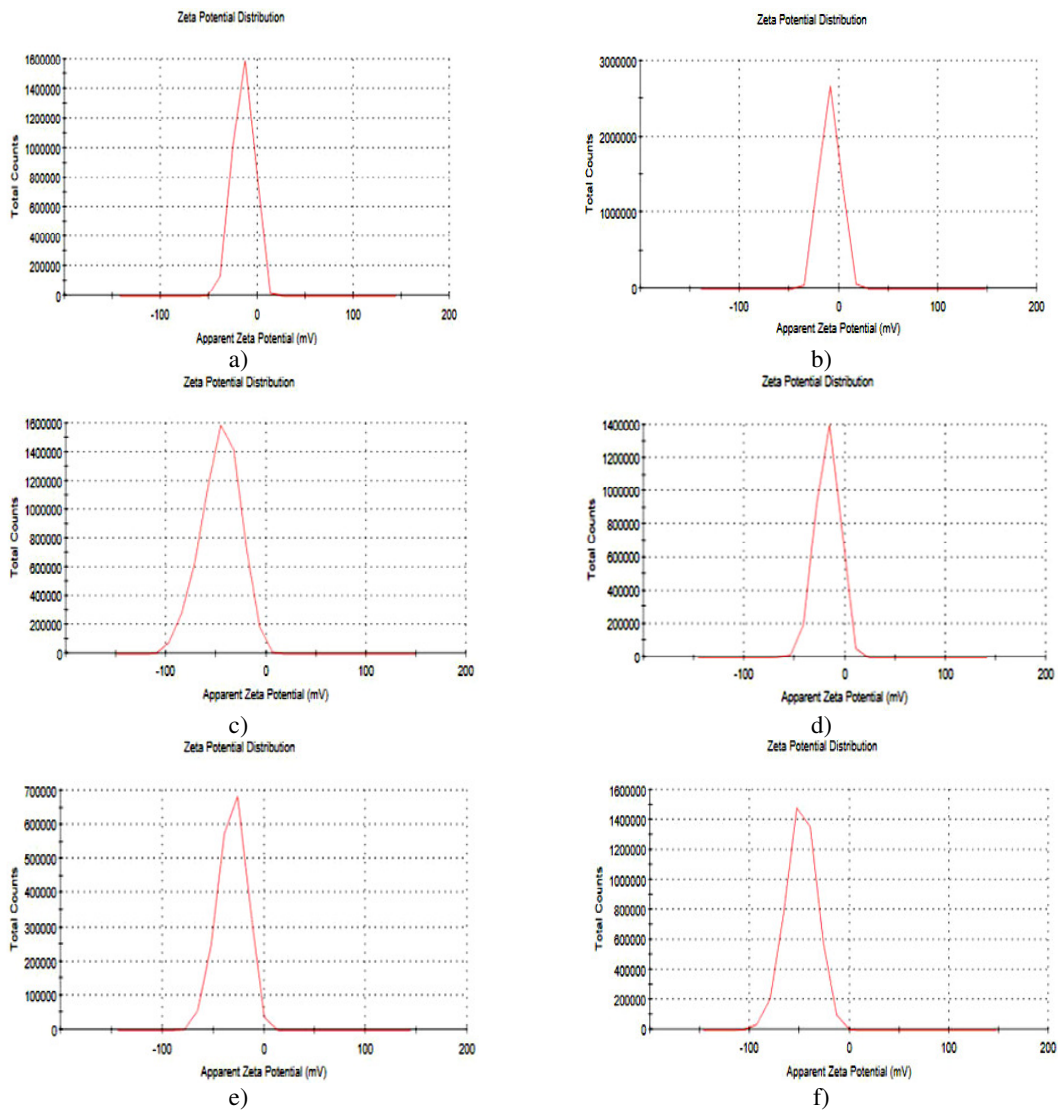 Zeta Potential Distribution
1600000
1400000
1200000
1000000
800000
600000
400000
200000
0
Total Counts
-100 0 100 200
Apparent Zeta Potential (mV)
a)
Zeta Potential Distribution
3000000
2000000
1000000
0
Total Counts
-100 0 100 200
Apparent Zeta Potential (mV)
b)
Zeta Potential Distribution
1600000
1400000
1200000
1000000
800000
600000
400000
200000
0
Total Counts
-100 0 100 200
Apparent Zeta Potential (mV)
c)
Zeta Potential Distribution
1400000
1200000
1000000
800000
600000
400000
200000
0
Total Counts
-100 0 100 200
Apparent Zeta Potential (mV)
d)
Zeta Potential Distribution
700000
600000
500000
400000
300000
200000
100000
0
Total Counts
-100 0 100 200
Apparent Zeta Potential (mV)
e)
Zeta Potential Distribution
1600000
1400000
1200000
1000000
800000
600000
400000
200000
0
Total Counts
-100 0 100 200
Apparent Zeta Potential (mV)
f)